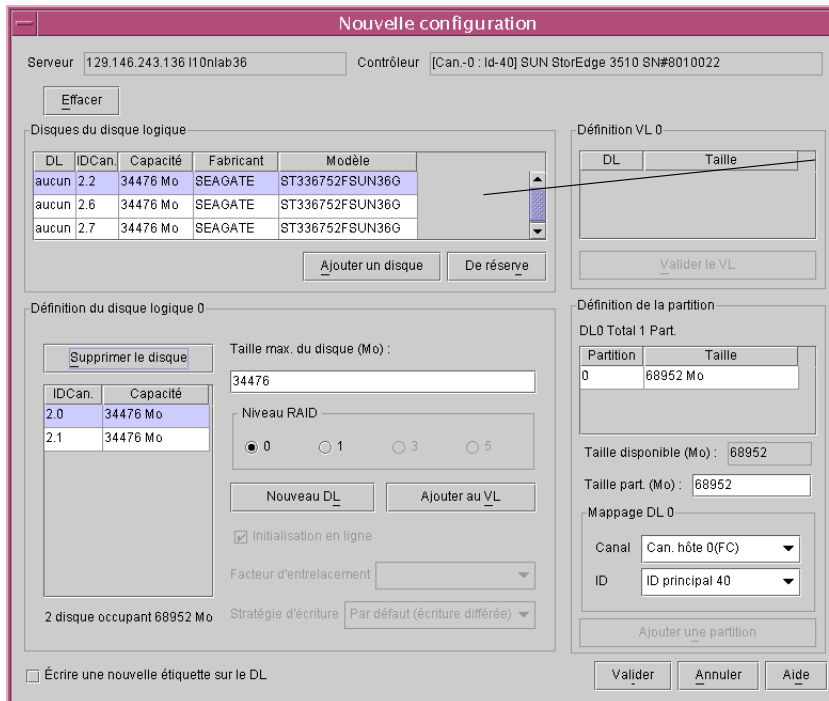 Nouvelle configuration
Serveur 129.146.243.136 l10nlab36 Contrôleur [Can.-0 : Id-40] SUN StorEdge 3510 SN#8010022
Effacer
Disques du disque logique
DL IDCan. Capacité Fabricant Modèle
aucun 2.2 34476 Mo SEAGATE ST336752FSUN36G
aucun 2.6 34476 Mo SEAGATE ST336752FSUN36G
aucun 2.7 34476 Mo SEAGATE ST336752FSUN36G
Ajouter un disque De réserve
Définition VL 0
DL Taille
Valider le VL
Définition du disque logique 0
Supprimer le disque
IDCan. Capacité
2.0 34476 Mo
2.1 34476 Mo
2 disque occupant 68952 Mo
Taille max. du disque (Mo) :
34476
Niveau RAID
0 1 3 5
Nouveau DL Ajouter au VL
Initialisation en ligne
Facteur d'entrelacement
Stratégie d'écriture Par défaut (écriture différée)
Définition de la partition
DL0 Total 1 Part.
Partition Taille
0 68952 Mo
Taille disponible (Mo) : 68952
Taille part. (Mo) : 68952
Mappage DL 0
Canal Can. hôte 0(FC)
ID ID principal 40
Ajouter une partition
Écrire une nouvelle étiquette sur le DL
Valider Annuler Aide